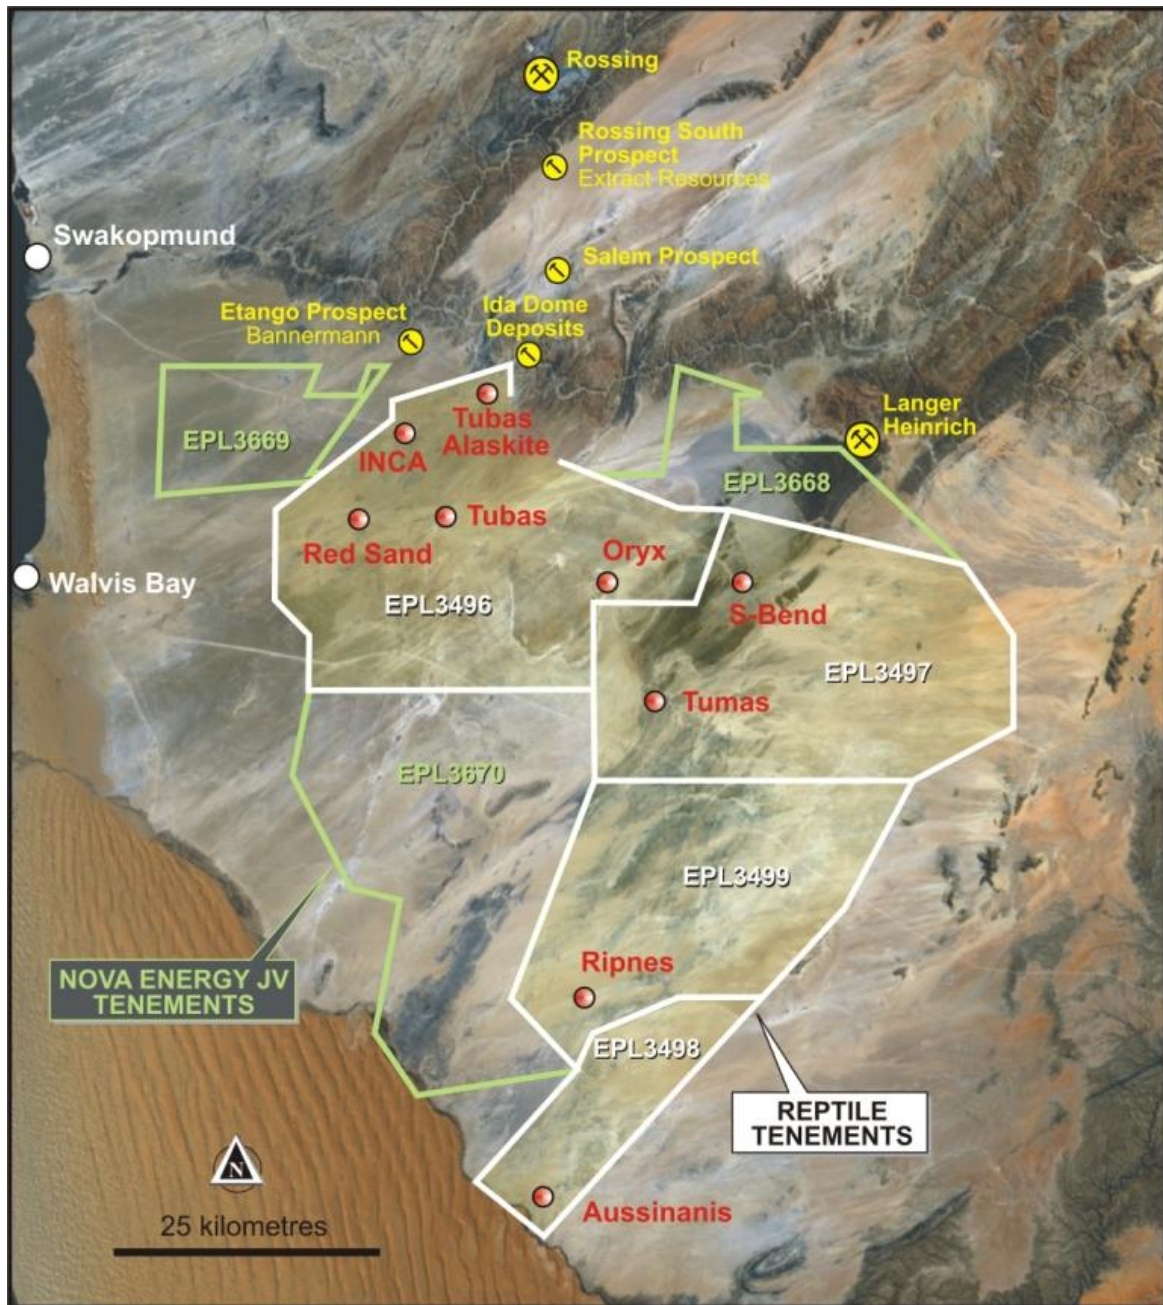 Rossing
Rossing South
Prospect
Extract Resources
Swakopmund
Salem Prospect
Etango Prospect
Bannermann
Ida Dome
Deposits
Langer
Heinrich
EPL3669
Tubas
Alaskite
INCA
EPL3668
Red Sand
Tubas
Oryx
Walvis Bay
EPL3496
S-Bend
EPL3497
Tumas
EPL3670
EPL3499
NOVA ENERGY JV
TENEMENTS
Ripnes
EPL3498
REPTILE
TENEMENTS
N
25 kilometres
Aussinanis